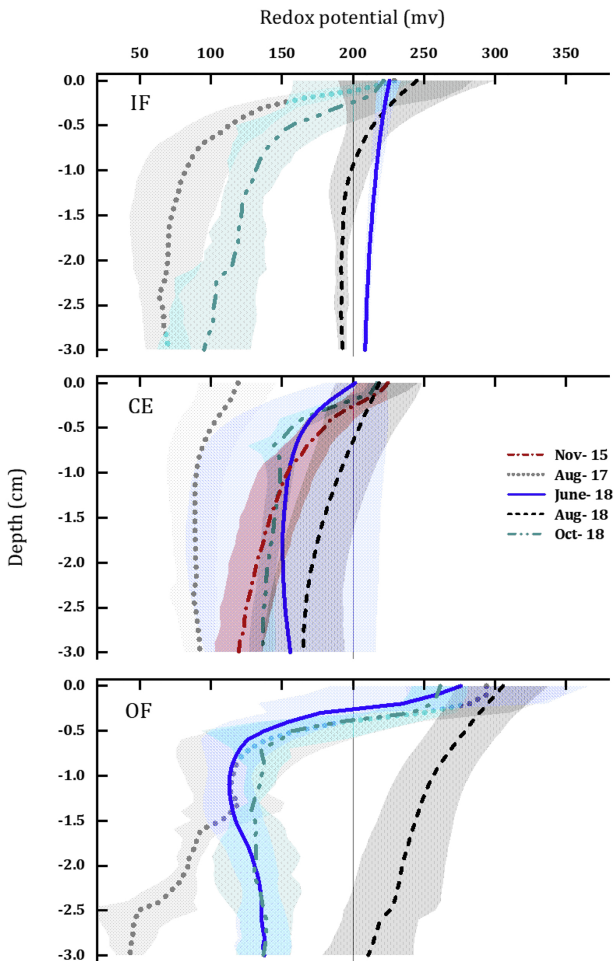 Redox potential (mv)
50 100 150 200 250 300 350
0.0
IF
-0.5
-1.0
-1.5
-2.0
-2.5
-3.0
0.0
CE
-0.5
-1.0
-1.5
-2.0
-2.5
-3.0
Depth (cm)
Nov- 15
Aug- 17
June- 18
Aug- 18
Oct- 18
0.0
OF
-0.5
-1.0
-1.5
-2.0
-2.5
-3.0